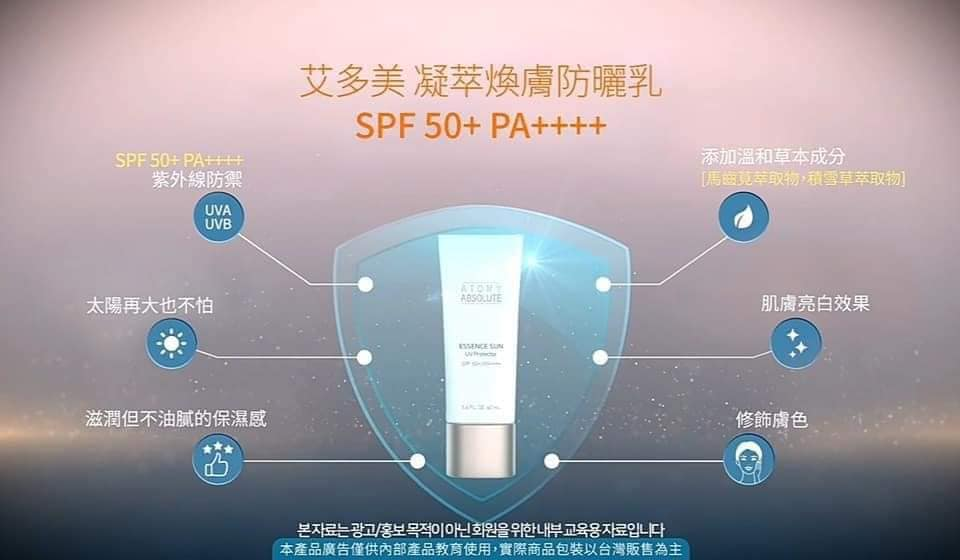 艾多美 凝萃煥膚防曬乳
SPF 50+ PA++++
SPF 50+ PA++++
紫外線防禦
UVA
UVB
太陽再大也不怕
滋潤但不油膩的保濕感
添加溫和草本成分
[馬齒莧萃取物,積雪草萃取物]
肌膚亮白效果
修飾膚色
ATOMY
ABSOLUTE
ESSENCE SUN
UV Protector
SPF 50+/PA++++
본 자료는 광고/홍보 목적이 아닌 회원을 위한 내부 교육용 자료입니다
本產品廣告僅供內部產品教育使用,實際商品包裝以台灣販售為主